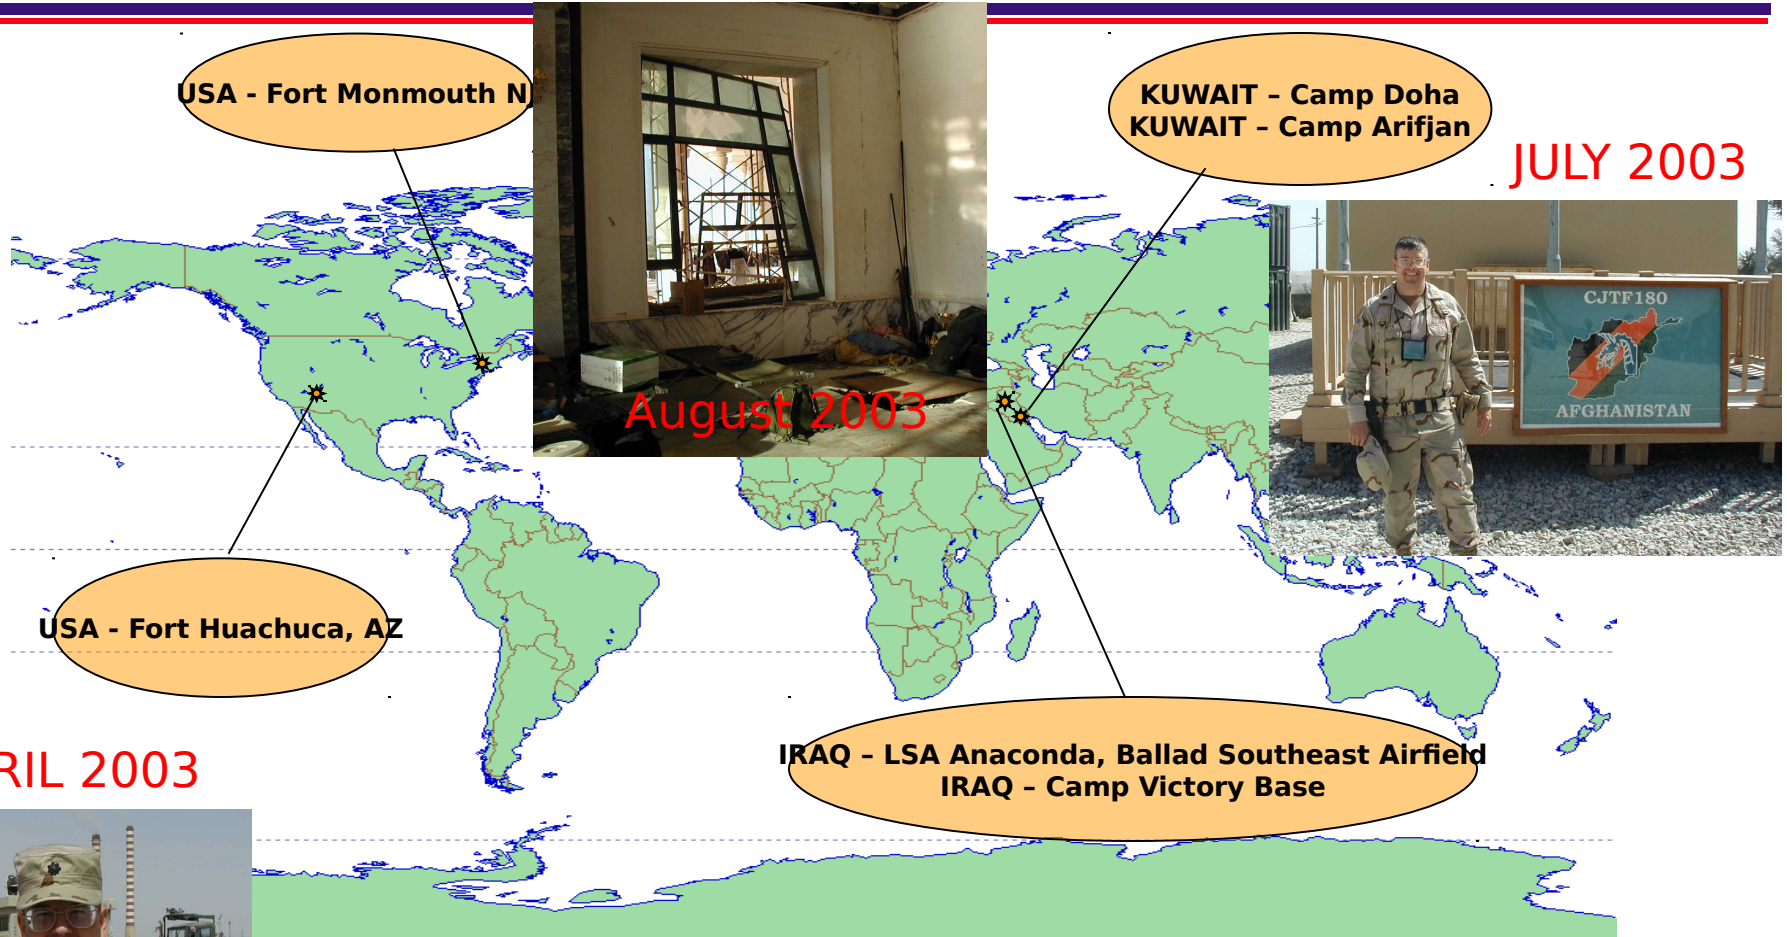 USA - Fort Monmouth NJ
KUWAIT – Camp Doha
KUWAIT – Camp Arifjan
JULY 2003
CJTF180
AFGHANISTAN
August 2003
USA - Fort Huachuca, AZ
RIL 2003
IRAQ – LSA Anaconda, Ballad Southeast Airfield
IRAQ – Camp Victory Base